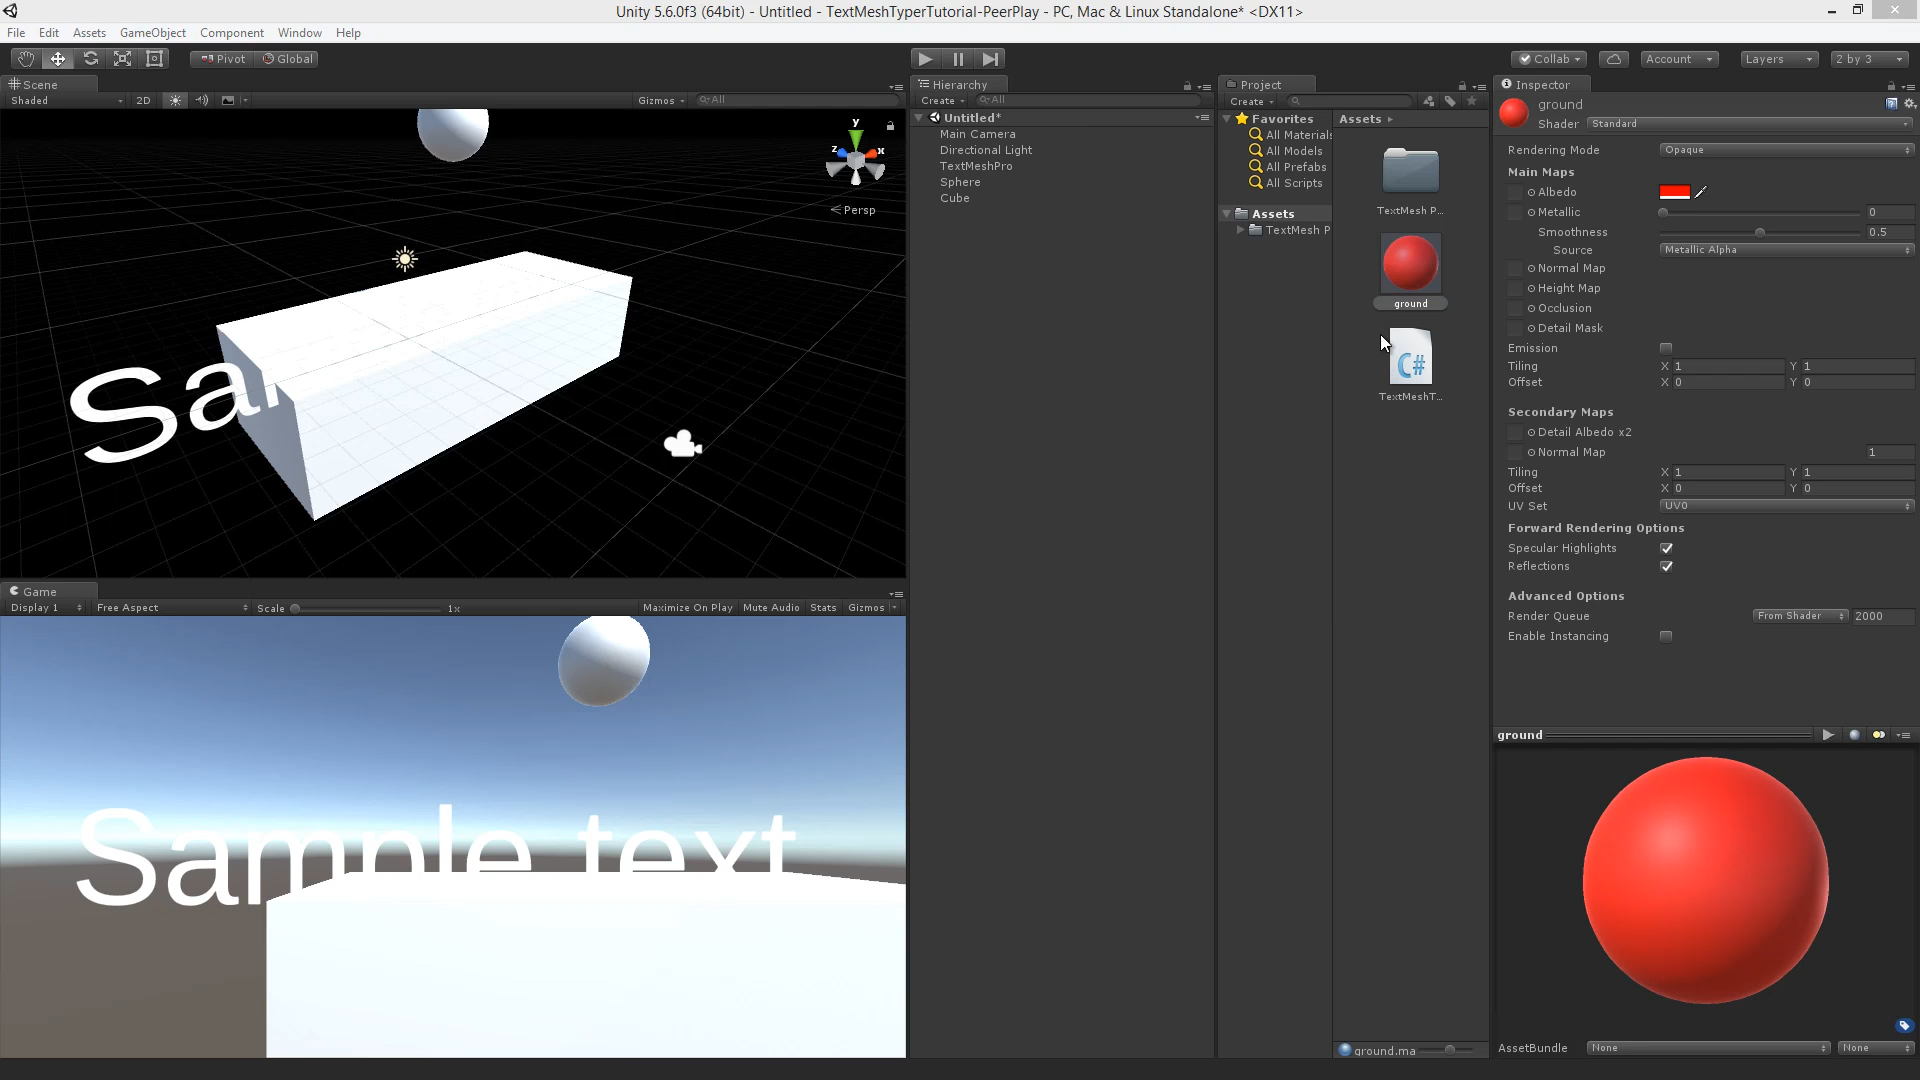 Unity 5.6.0f3 (64bit) - Untitled - TextMeshTyperTutorial-PeerPlay - PC, Mac & Linux Standalone* <DX11>
File Edit Assets GameObject Component Window Help
Pivot Global
Collab Account Layers 2 by 3
Scene
Shaded 2D Gizmos All
y
z x
Persp
Sa
Game
Display 1 Free Aspect Scale 1x Maximize On Play Mute Audio Stats Gizmos
Sample text
Hierarchy
Create All
Untitled*
Main Camera
Directional Light
TextMeshPro
Sphere
Cube
Project
Create
Favorites
All Materials
All Models
All Prefabs
All Scripts
Assets
TextMesh P
Assets
TextMesh P...
ground
C#
TextMeshT...
ground.ma
Inspector
ground
Shader Standard
Rendering Mode Opaque
Main Maps
Albedo
Metallic 0
Smoothness 0.5
Source Metallic Alpha
Normal Map
Height Map
Occlusion
Detail Mask
Emission
Tiling X 1 Y 1
Offset X 0 Y 0
Secondary Maps
Detail Albedo x2
Normal Map 1
Tiling X 1 Y 1
Offset X 0 Y 0
UV Set UV0
Forward Rendering Options
Specular Highlights
Reflections
Advanced Options
Render Queue From Shader 2000
Enable Instancing
ground
AssetBundle None None